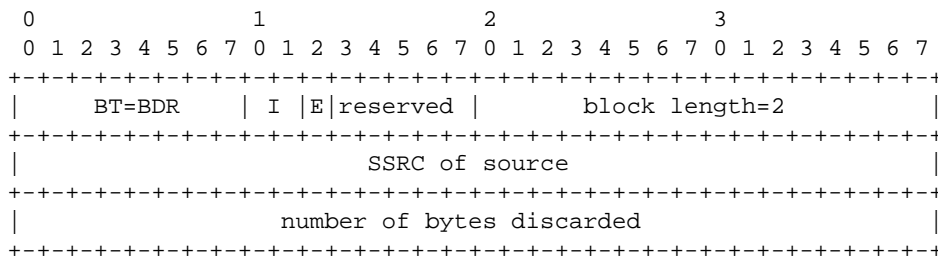 0                   1                   2                   3
 0 1 2 3 4 5 6 7 0 1 2 3 4 5 6 7 0 1 2 3 4 5 6 7 0 1 2 3 4 5 6 7
+-+-+-+-+-+-+-+-+-+-+-+-+-+-+-+-+-+-+-+-+-+-+-+-+-+-+-+-+-+-+-+-+
|     BT=BDR    | I |E|reserved |       block length=2          |
+-+-+-+-+-+-+-+-+-+-+-+-+-+-+-+-+-+-+-+-+-+-+-+-+-+-+-+-+-+-+-+-+
|                        SSRC of source                         |
+-+-+-+-+-+-+-+-+-+-+-+-+-+-+-+-+-+-+-+-+-+-+-+-+-+-+-+-+-+-+-+-+
|                  number of bytes discarded                    |
+-+-+-+-+-+-+-+-+-+-+-+-+-+-+-+-+-+-+-+-+-+-+-+-+-+-+-+-+-+-+-+-+